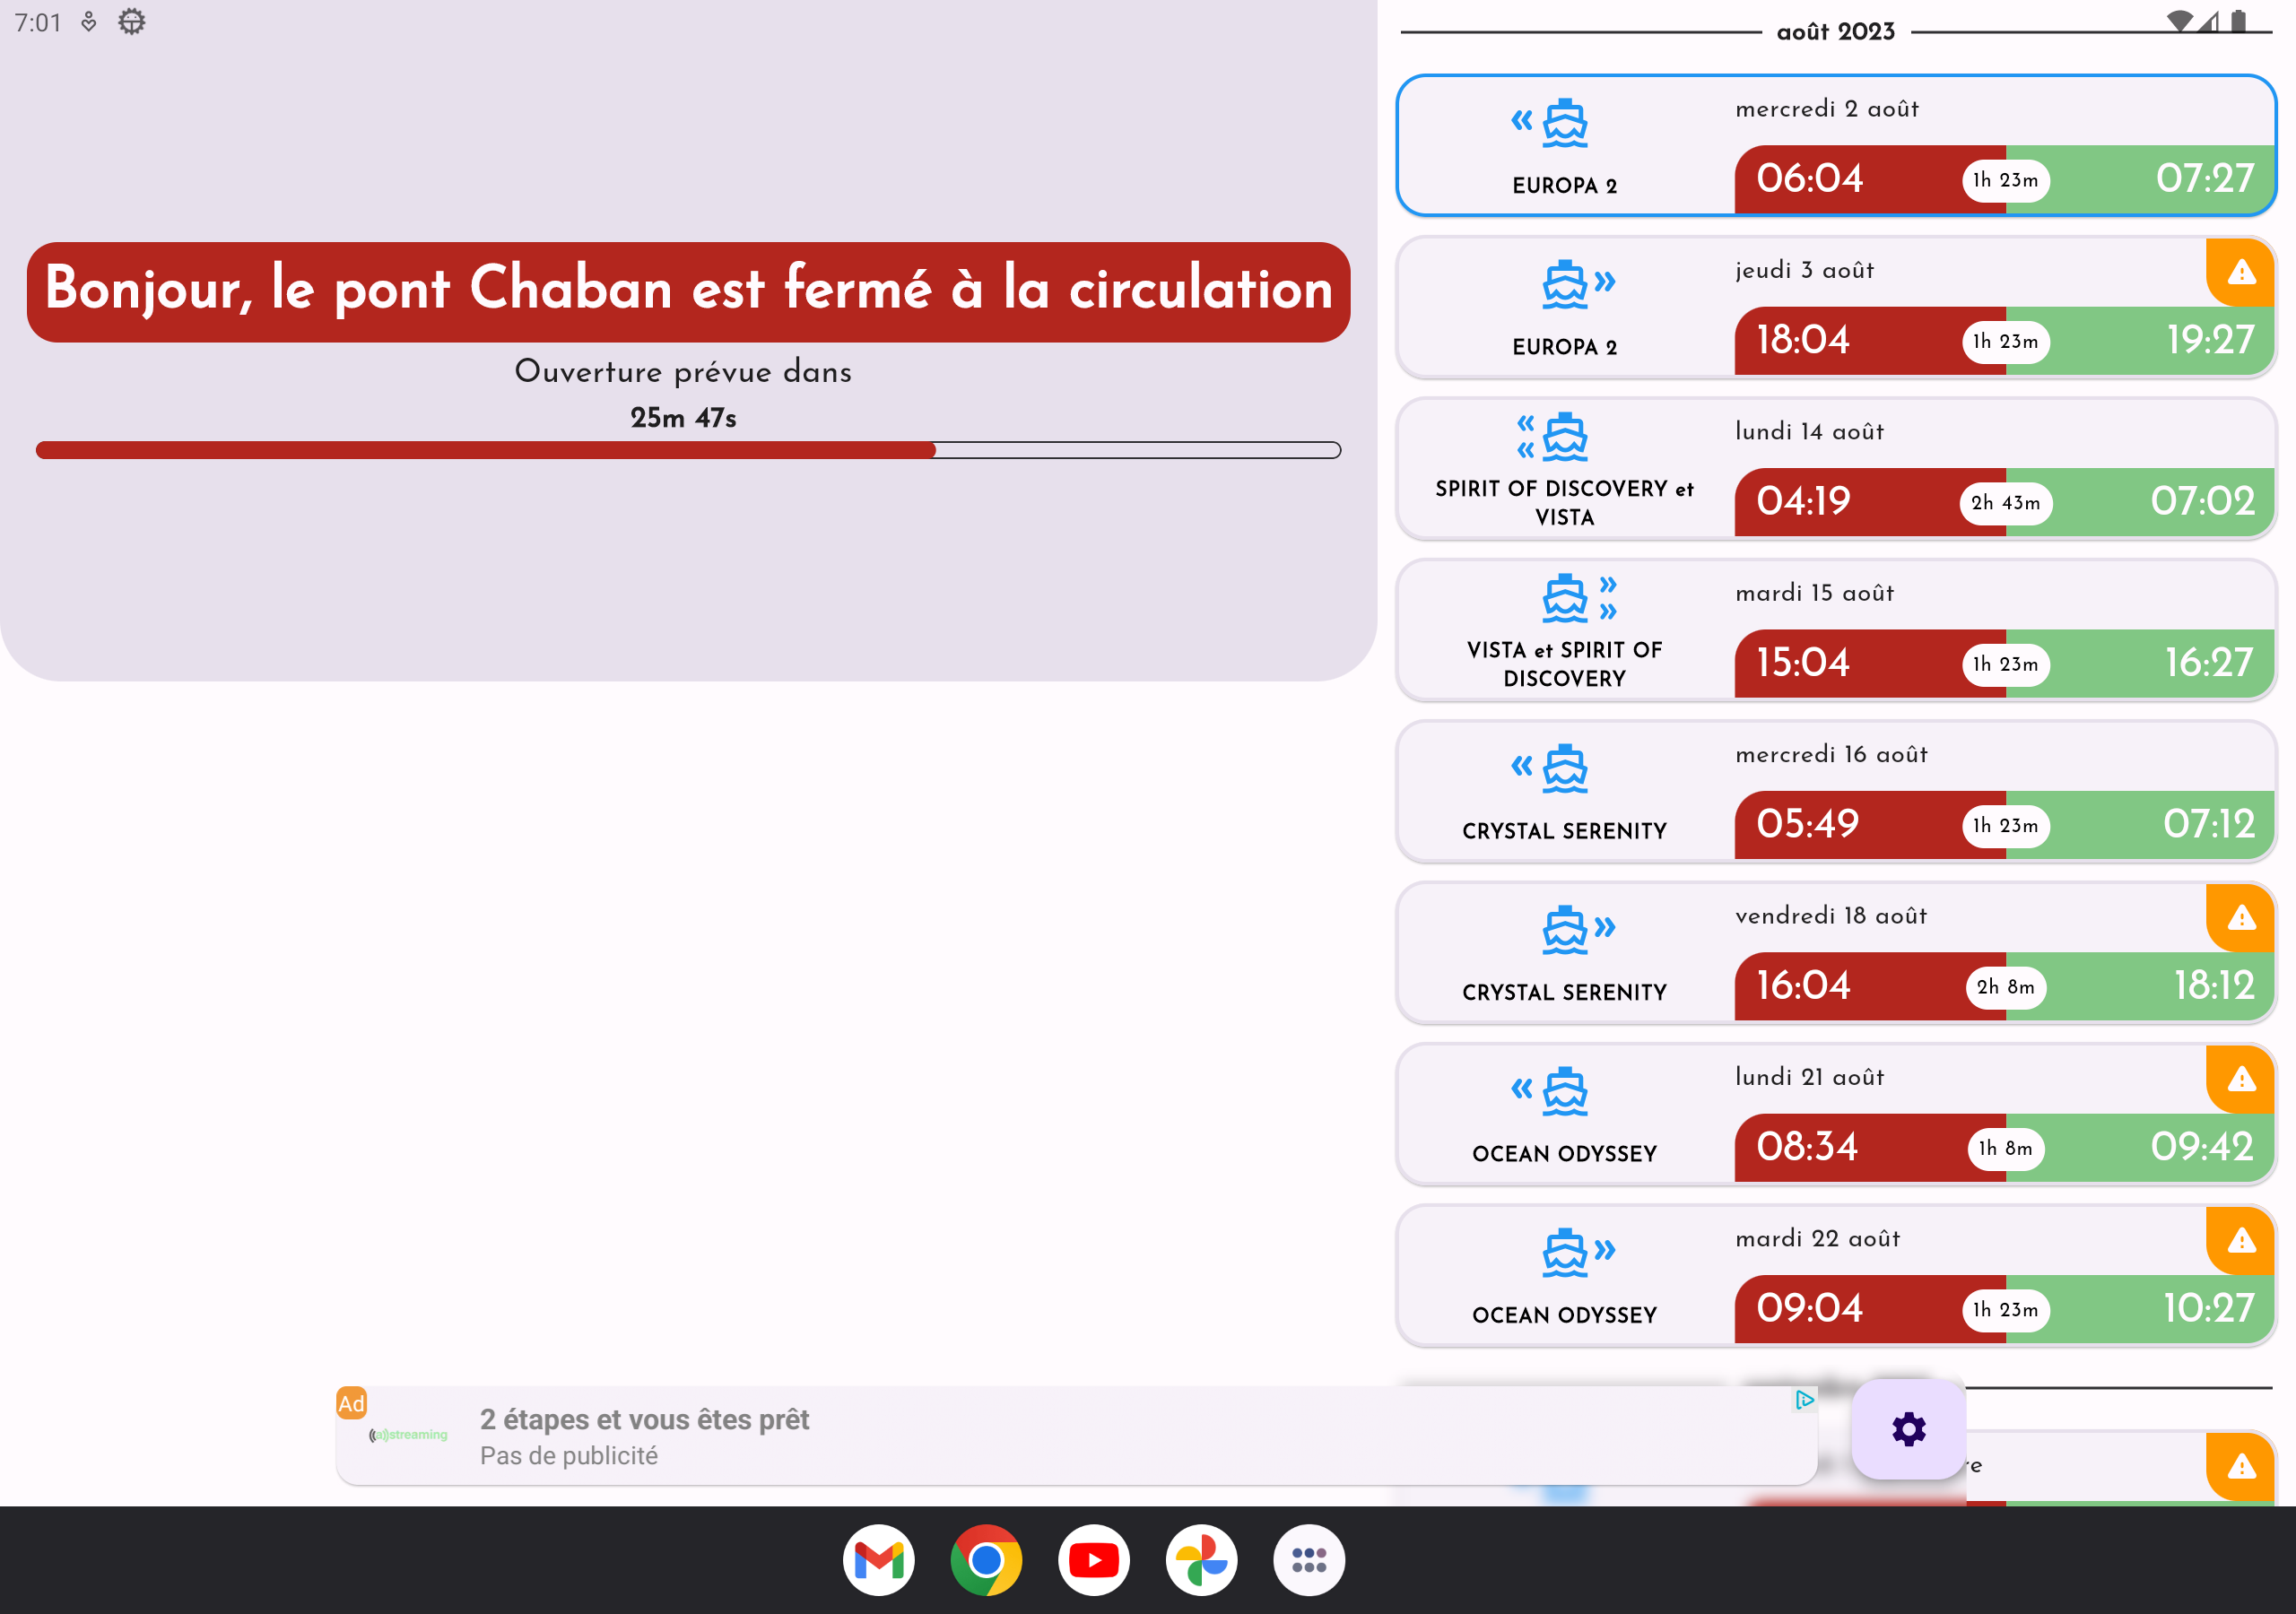 7:01
Bonjour, le pont Chaban est fermé à la circulation
Ouverture prévue dans
25m 47s
août 2023
mercredi 2 août
EUROPA 2
06:04
1h 23m
07:27
jeudi 3 août
EUROPA 2
18:04
1h 23m
19:27
lundi 14 août
SPIRIT OF DISCOVERY et
VISTA
04:19
2h 43m
07:02
mardi 15 août
VISTA et SPIRIT OF
DISCOVERY
15:04
1h 23m
16:27
mercredi 16 août
CRYSTAL SERENITY
05:49
1h 23m
07:12
vendredi 18 août
CRYSTAL SERENITY
16:04
2h 8m
18:12
lundi 21 août
OCEAN ODYSSEY
08:34
1h 8m
09:42
mardi 22 août
OCEAN ODYSSEY
09:04
1h 23m
10:27
Ad
((a))streaming
2 étapes et vous êtes prêt
Pas de publicité